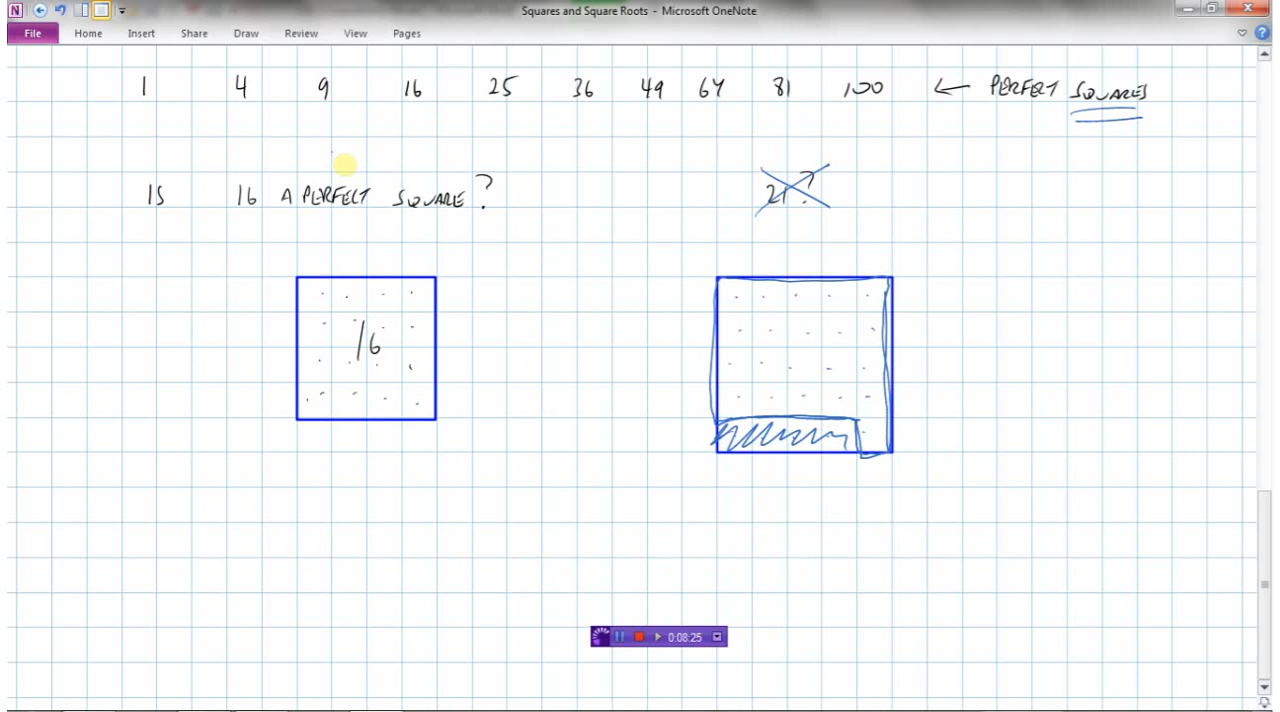 Squares and Square Roots - Microsoft OneNote
File Home Insert Share Draw Review View Pages
1 4 9 16 25 36 49 64 81 100 ← PERFECT SQUARES
IS 16 A PERFECT SQUARE? 21?
16
0:08:25